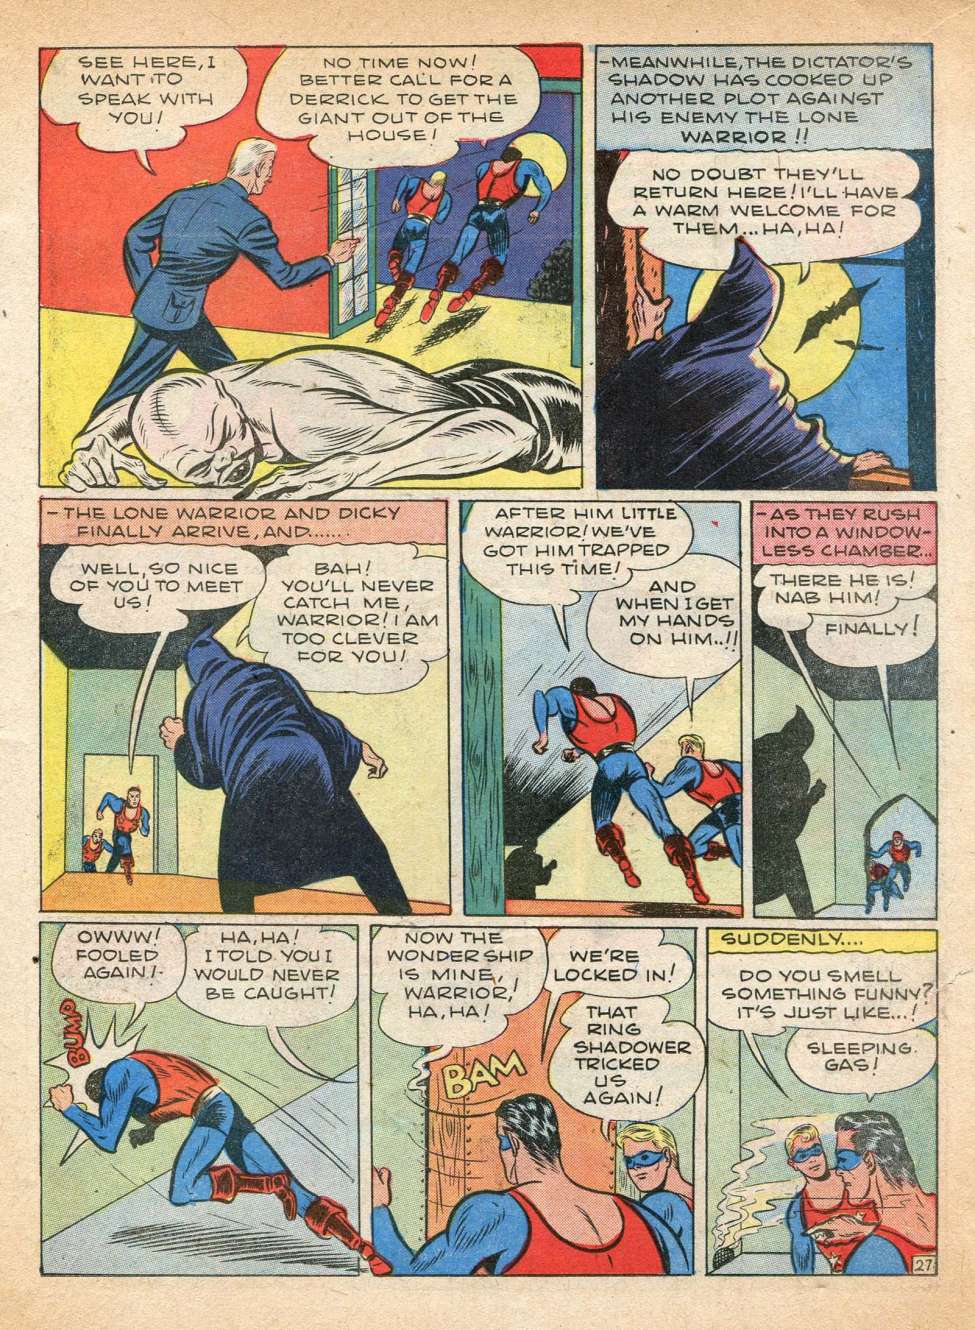 SEE HERE, I
WANT TO
SPEAK WITH
YOU!
NO TIME NOW!
BETTER CALL FOR A
DERRICK TO GET THE
GIANT OUT OF THE
HOUSE!
-MEANWHILE, THE DICTATOR'S
SHADOW HAS COOKED UP
ANOTHER PLOT AGAINST
HIS ENEMY THE LONE
WARRIOR!!
NO DOUBT THEY'LL
RETURN HERE! I'LL HAVE
A WARM WELCOME FOR
THEM...HA, HA!
-THE LONE WARRIOR AND DICKY
FINALLY ARRIVE, AND......
WELL, SO NICE
OF YOU TO MEET
US!
BAH!
YOU'LL NEVER
CATCH ME,
WARRIOR! I AM
TOO CLEVER
FOR YOU!
AFTER HIM LITTLE
WARRIOR! WE'VE
GOT HIM TRAPPED
THIS TIME!
AND
WHEN I GET
MY HANDS
ON HIM..!!
-AS THEY RUSH
INTO A WINDOW-
LESS CHAMBER..
THERE HE IS!
NAB HIM!
FINALLY!
OWWW!
FOOLED
AGAIN!-
BUMP
HA, HA!
I TOLD YOU I
WOULD NEVER
BE CAUGHT!
NOW THE
WONDER SHIP
IS MINE,
WARRIOR!
HA, HA!
WE'RE
LOCKED IN!
BAM
THAT
RING
SHADOWER
TRICKED
US
AGAIN!
SUDDENLY....
DO YOU SMELL
SOMETHING FUNNY?
IT'S JUST LIKE...!
SLEEPING
GAS!
27